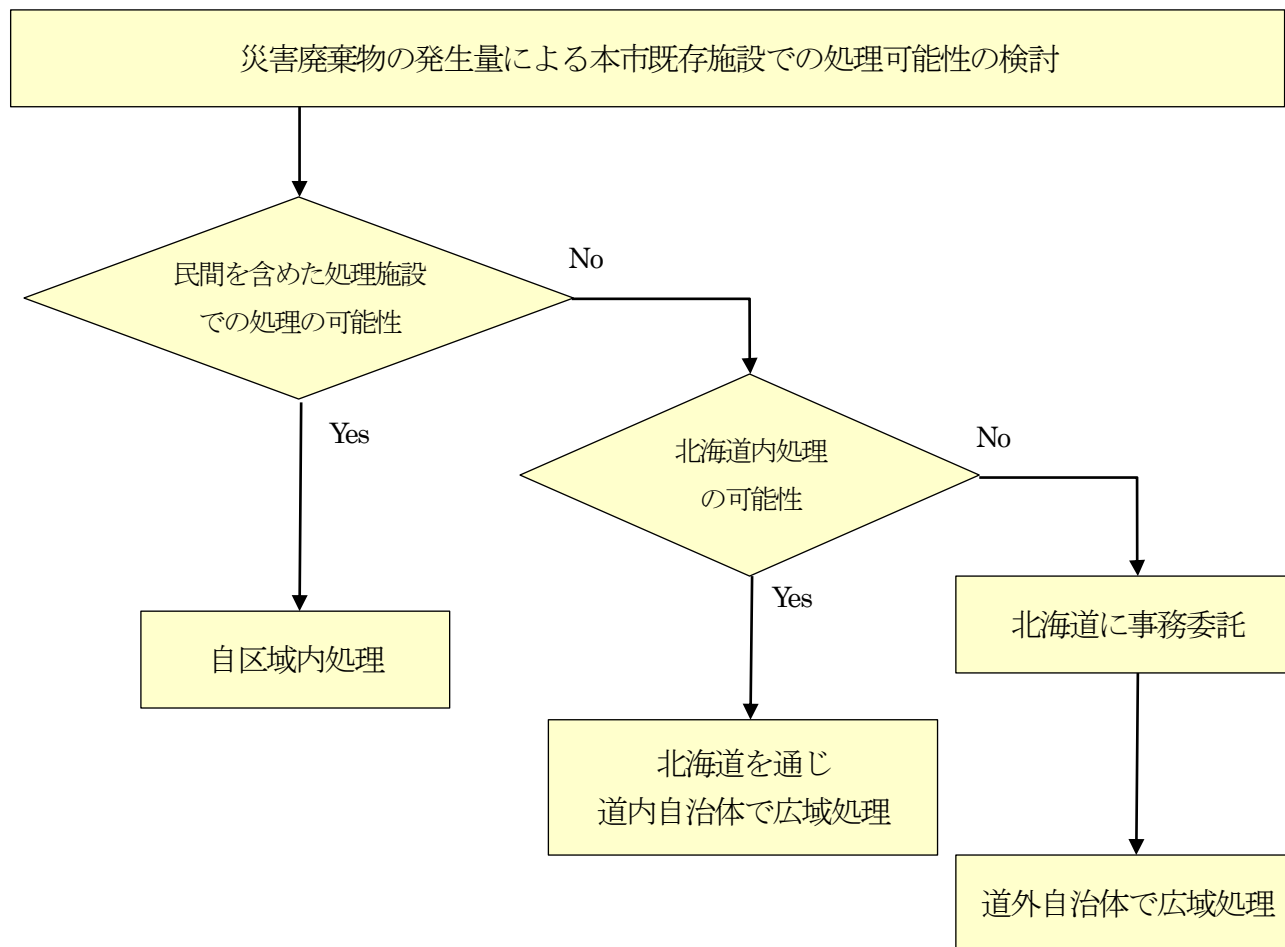 災害廃棄物の発生量による本市既存施設での処理可能性の検討
民間を含めた処理施設
での処理の可能性
No
Yes
北海道内処理
の可能性
No
Yes
自区域内処理
北海道に事務委託
北海道を通じ
道内自治体で広域処理
道外自治体で広域処理